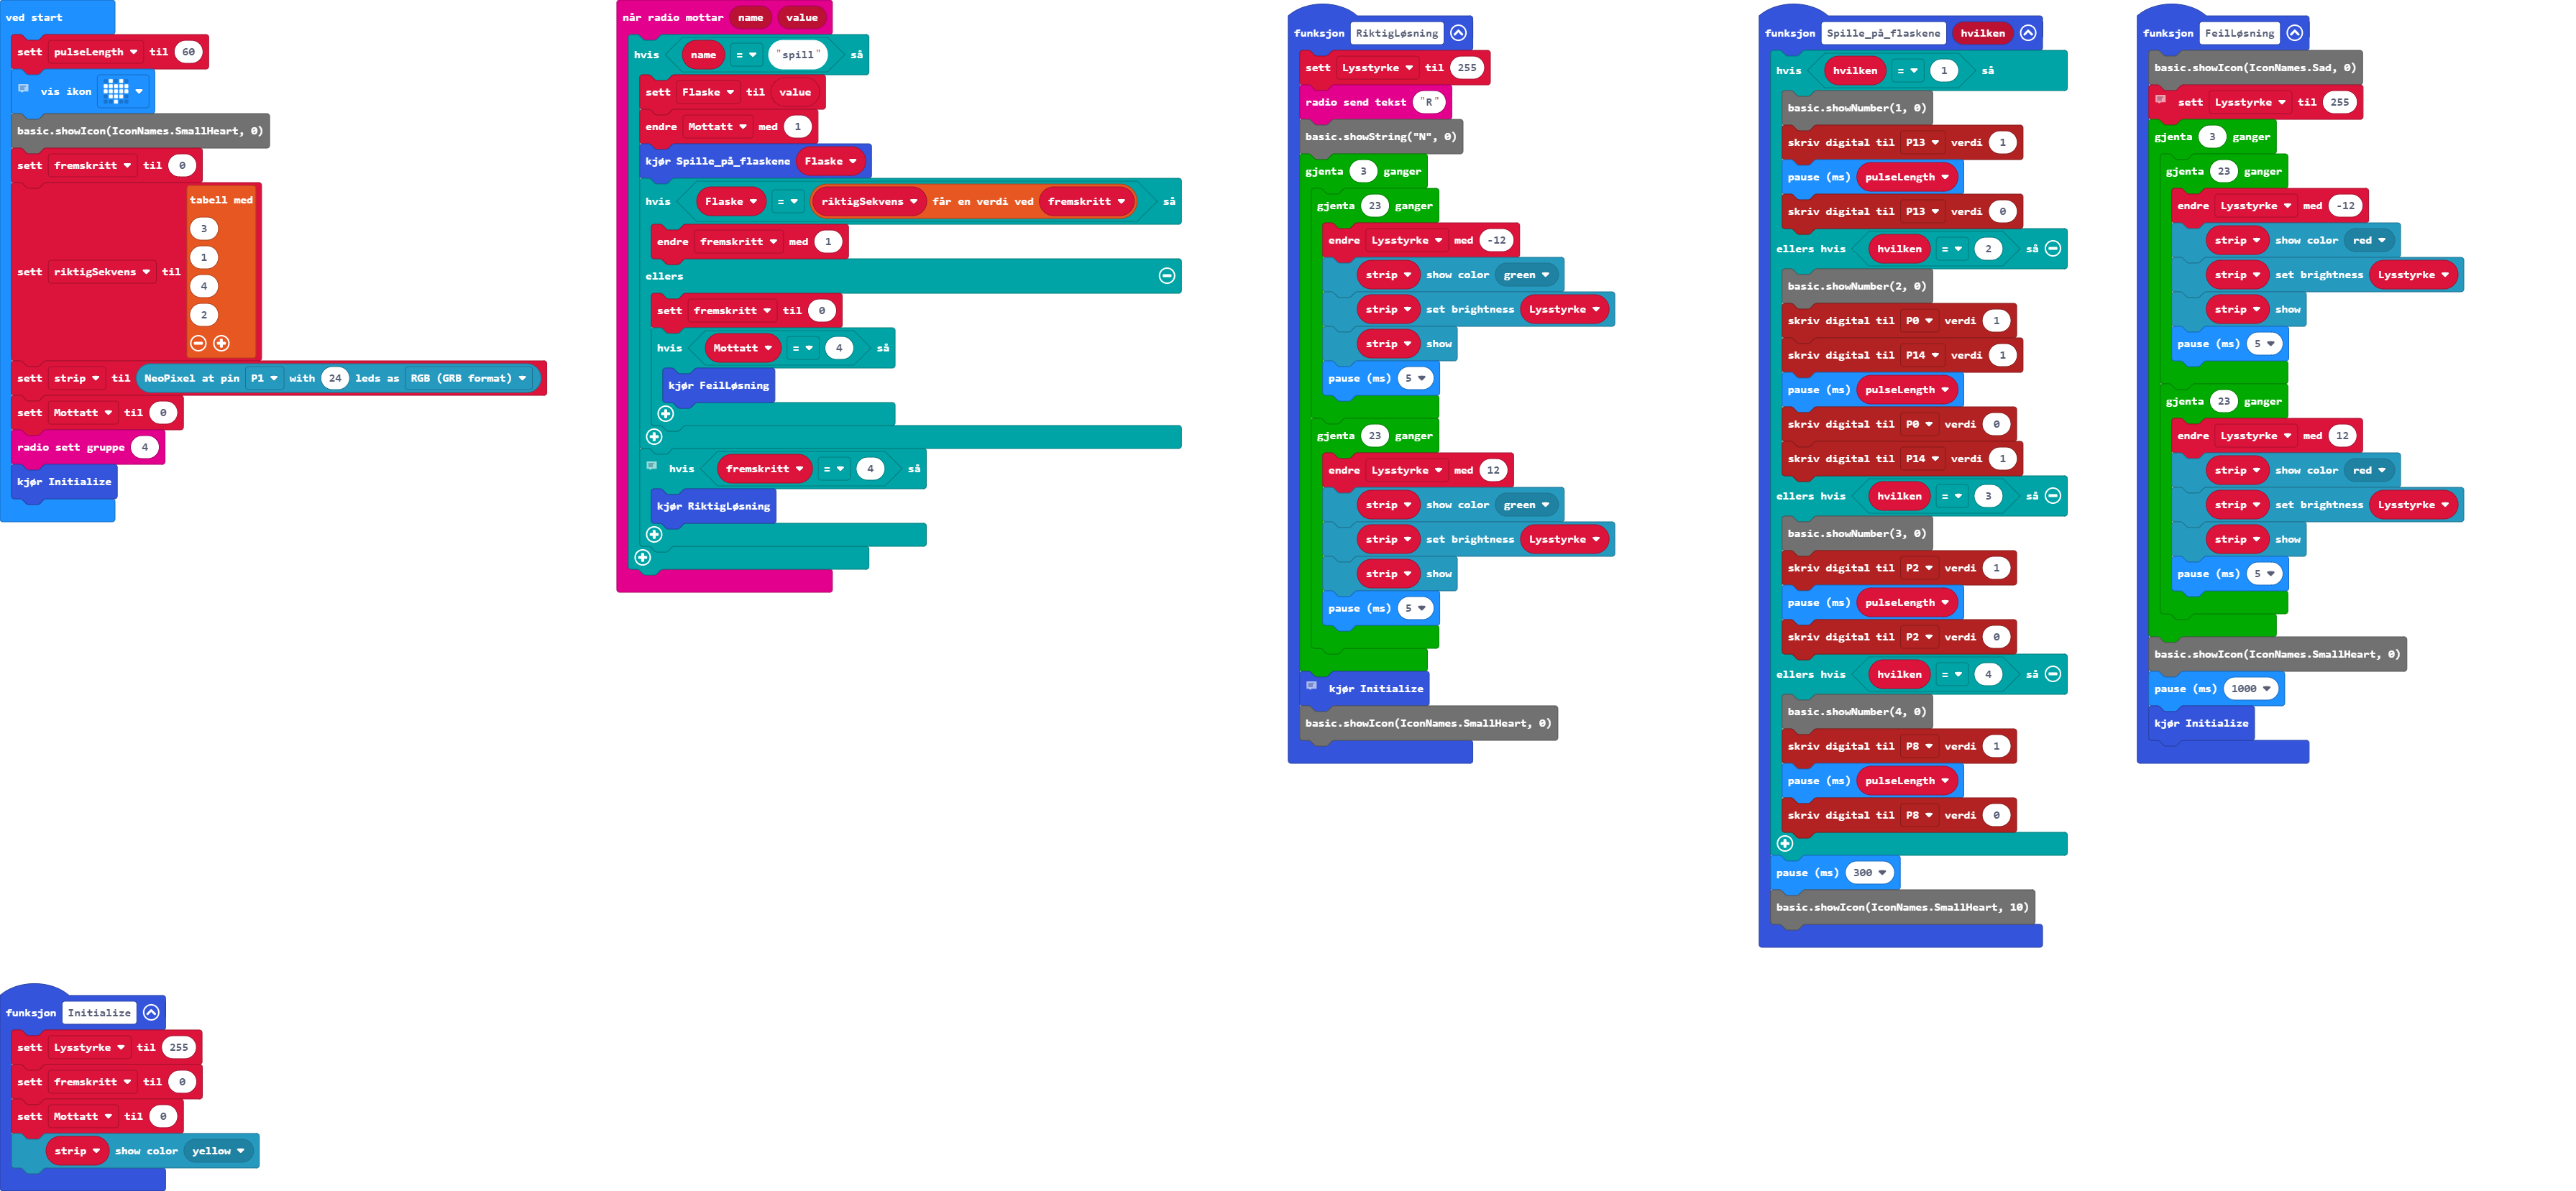 ved start
sett pulseLength til 60
vis ikon
basic.showIcon(IconNames.SmallHeart, 0)
sett fremskritt til 0
tabell med
3
1
4
sett riktigSekvens til
2
sett strip til NeoPixel at pin P1 with 24 leds as RGB (GRB format)
sett Mottatt til 0
radio sett gruppe 4
kjør Initialize
når radio mottar name value
hvis name = "spill" så
sett Flaske til value
endre Mottatt med 1
kjør Spille_på_flaskene Flaske
hvis Flaske = riktigSekvens får en verdi ved fremskritt så
endre fremskritt med 1
ellers
sett fremskritt til 0
hvis Mottatt = 4 så
kjør FeilLøsning
hvis fremskritt = 4 så
kjør RiktigLøsning
funksjon RiktigLøsning
sett Lysstyrke til 255
radio send tekst "R"
basic.showString("N", 0)
gjenta 3 ganger
gjenta 23 ganger
endre Lysstyrke med -12
strip show color green
strip set brightness Lysstyrke
strip show
pause (ms) 5
gjenta 23 ganger
endre Lysstyrke med 12
strip show color green
strip set brightness Lysstyrke
strip show
pause (ms) 5
kjør Initialize
basic.showIcon(IconNames.SmallHeart, 0)
funksjon Spille_på_flaskene hvilken
hvis hvilken = 1 så
basic.showNumber(1, 0)
skriv digital til P13 verdi 1
pause (ms) pulseLength
skriv digital til P13 verdi 0
ellers hvis hvilken = 2 så
basic.showNumber(2, 0)
skriv digital til P0 verdi 1
skriv digital til P14 verdi 1
pause (ms) pulseLength
skriv digital til P0 verdi 0
skriv digital til P14 verdi 1
ellers hvis hvilken = 3 så
basic.showNumber(3, 0)
skriv digital til P2 verdi 1
pause (ms) pulseLength
skriv digital til P2 verdi 0
ellers hvis hvilken = 4 så
basic.showNumber(4, 0)
skriv digital til P8 verdi 1
pause (ms) pulseLength
skriv digital til P8 verdi 0
pause (ms) 300
basic.showIcon(IconNames.SmallHeart, 10)
funksjon FeilLøsning
basic.showIcon(IconNames.Sad, 0)
sett Lysstyrke til 255
gjenta 3 ganger
gjenta 23 ganger
endre Lysstyrke med -12
strip show color red
strip set brightness Lysstyrke
strip show
pause (ms) 5
gjenta 23 ganger
endre Lysstyrke med 12
strip show color red
strip set brightness Lysstyrke
strip show
pause (ms) 5
basic.showIcon(IconNames.SmallHeart, 0)
pause (ms) 1000
kjør Initialize
funksjon Initialize
sett Lysstyrke til 255
sett fremskritt til 0
sett Mottatt til 0
strip show color yellow